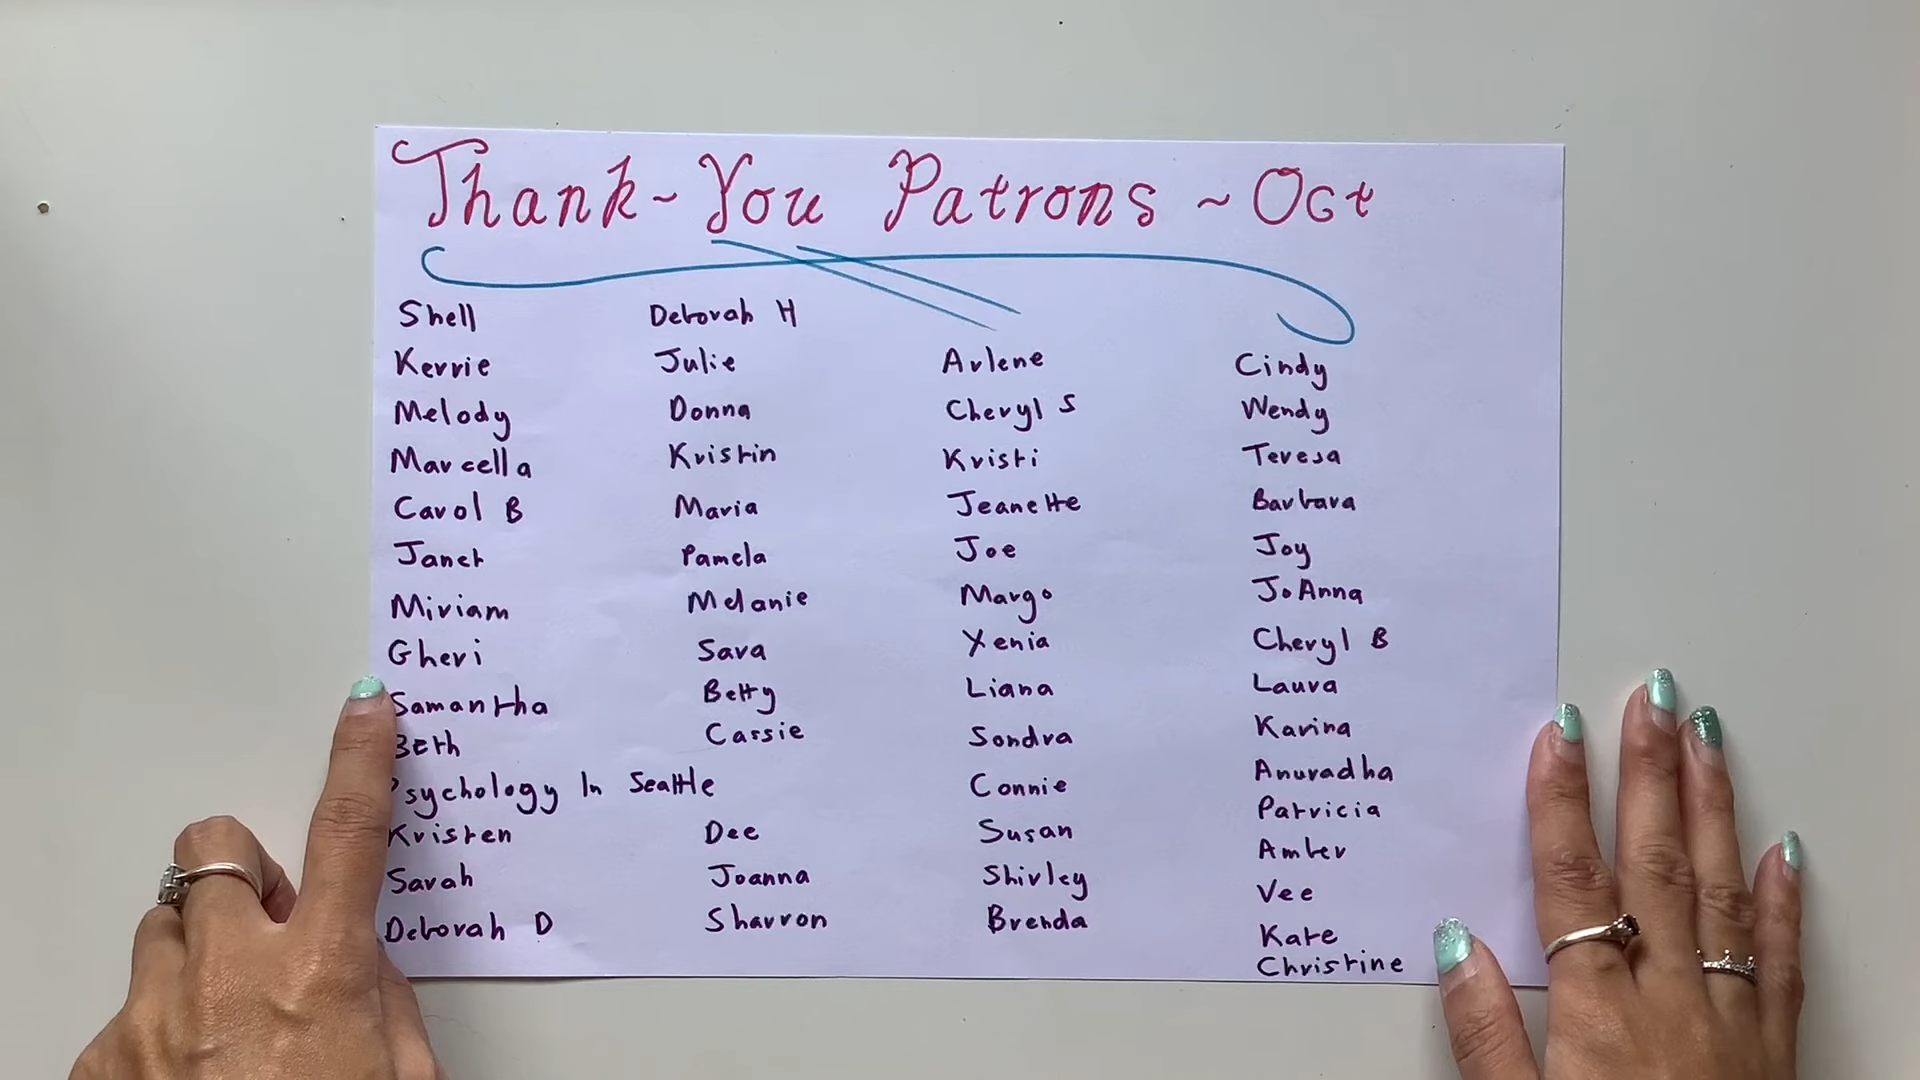 Thank-You Patrons ~ Oct
Shell
Kerrie
Melody
Marcella
Carol B
Janet
Miriam
Gheri
Samantha
Beth
Psychology In Seattle
Kristen
Sarah
Deborah D
Deborah H
Julie
Donna
Kristin
Maria
Pamela
Melanie
Sara
Betty
Cassie
Dee
Joanna
Sharron
Arlene
Cheryl S
Kristi
Jeanette
Joe
Margo
Xenia
Liana
Sondra
Connie
Susan
Shirley
Brenda
Cindy
Wendy
Teresa
Barbara
Joy
JoAnna
Cheryl B
Laura
Karina
Anuradha
Patricia
Amber
Vee
Kate
Christine